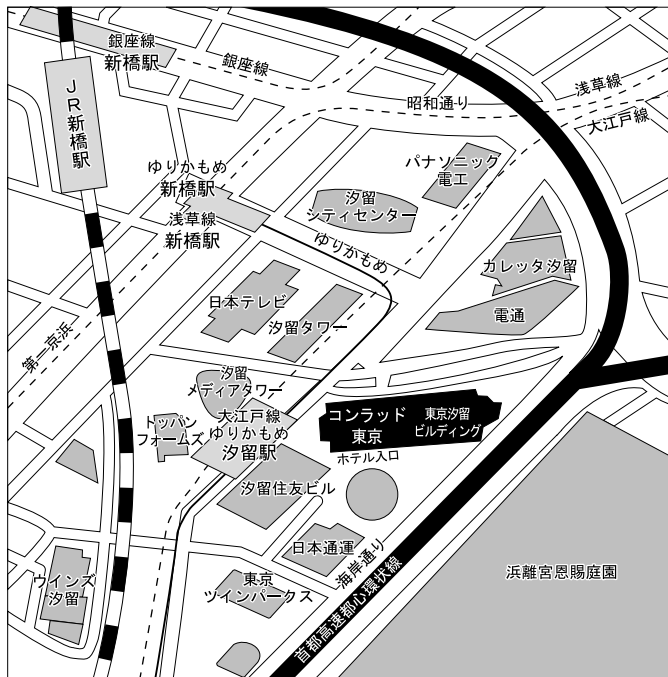 銀座線
新橋駅
銀座線
JR新橋駅
昭和通り
浅草線
大江戸線
ゆりかもめ
新橋駅
浅草線
新橋駅
パナソニック
電工
汐留
シティセンター
ゆりかもめ
カレッタ汐留
電通
日本テレビ
汐留タワー
第一京浜
汐留
メディアタワー
トッパン
フォームズ
大江戸線
ゆりかもめ
汐留駅
コンラッド
東京
東京汐留
ビルディング
ホテル入口
汐留住友ビル
日本通運
海岸通り
首都高速都心環状線
浜離宮恩賜庭園
ウインズ
汐留
東京
ツインパークス